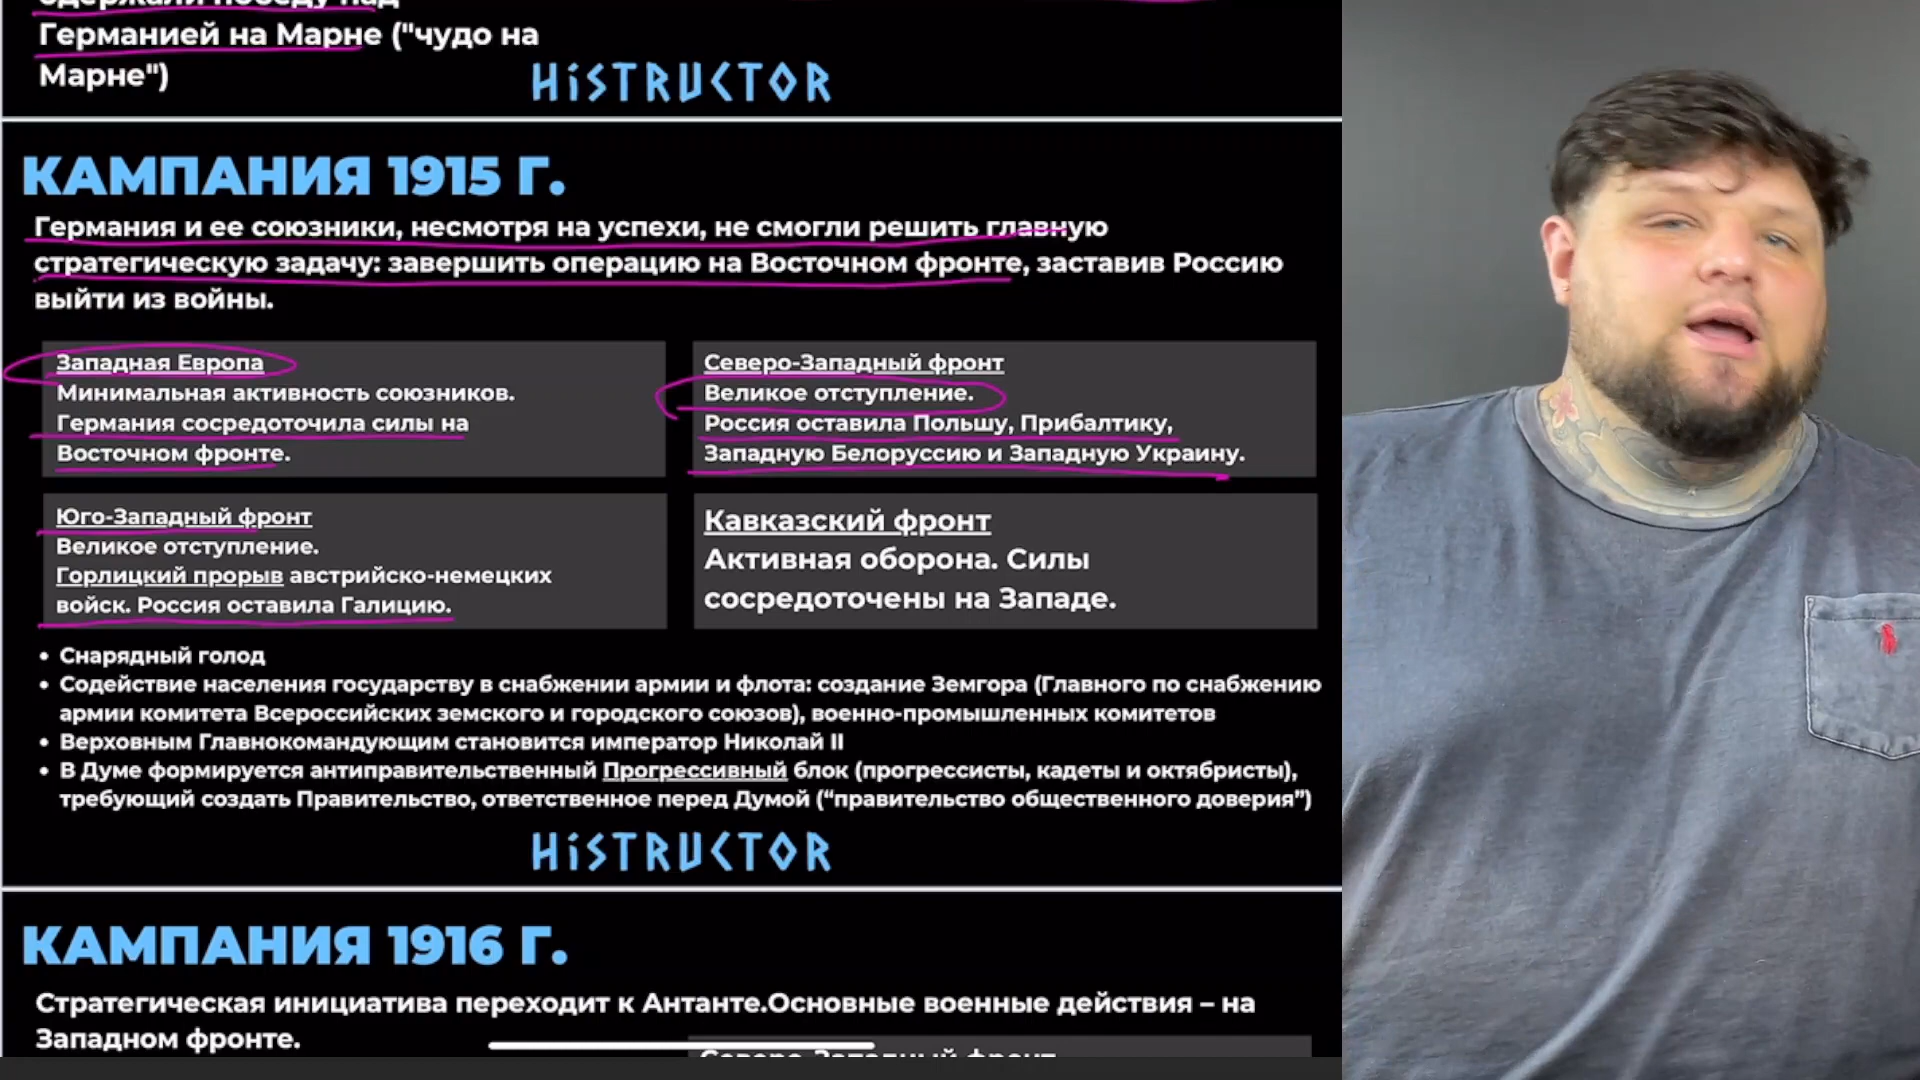 одержали победу над
Германией на Марне ("чудо на
Марне")
HiSTRUCTOR
КАМПАНИЯ 1915 Г.
Германия и ее союзники, несмотря на успехи, не смогли решить главную
стратегическую задачу: завершить операцию на Восточном фронте, заставив Россию
выйти из войны.
Западная Европа
Минимальная активность союзников.
Германия сосредоточила силы на
Восточном фронте.
Северо-Западный фронт
Великое отступление.
Россия оставила Польшу, Прибалтику,
Западную Белоруссию и Западную Украину.
Юго-Западный фронт
Великое отступление.
Горлицкий прорыв австрийско-немецких
войск. Россия оставила Галицию.
Кавказский фронт
Активная оборона. Силы
сосредоточены на Западе.
• Снарядный голод
• Содействие населения государству в снабжении армии и флота: создание Земгора (Главного по снабжению
армии комитета Всероссийских земского и городского союзов), военно-промышленных комитетов
• Верховным Главнокомандующим становится император Николай II
• В Думе формируется антиправительственный Прогрессивный блок (прогрессисты, кадеты и октябристы),
требующий создать Правительство, ответственное перед Думой (“правительство общественного доверия”)
HiSTRUCTOR
КАМПАНИЯ 1916 Г.
Стратегическая инициатива переходит к Антанте.Основные военные действия – на
Западном фронте.
Северо-Западный фронт